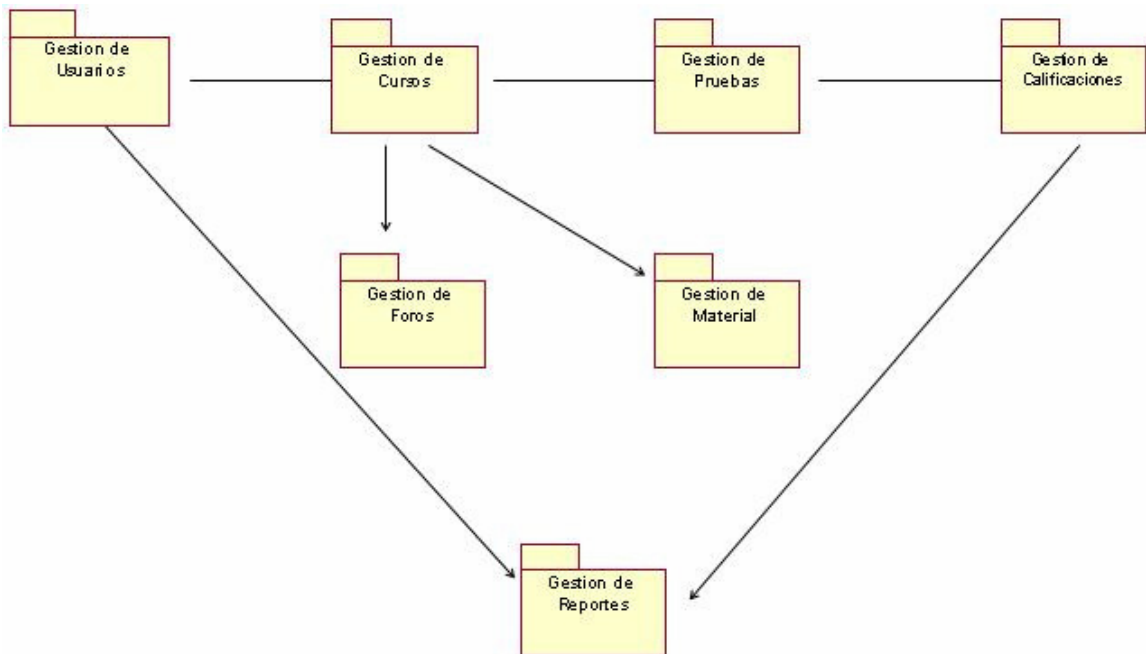 Gestion de
Usuarios
Gestion de
Cursos
Gestion de
Pruebas
Gestion de
Calificaciones
Gestion de
Foros
Gestion de
Material
Gestion de
Reportes